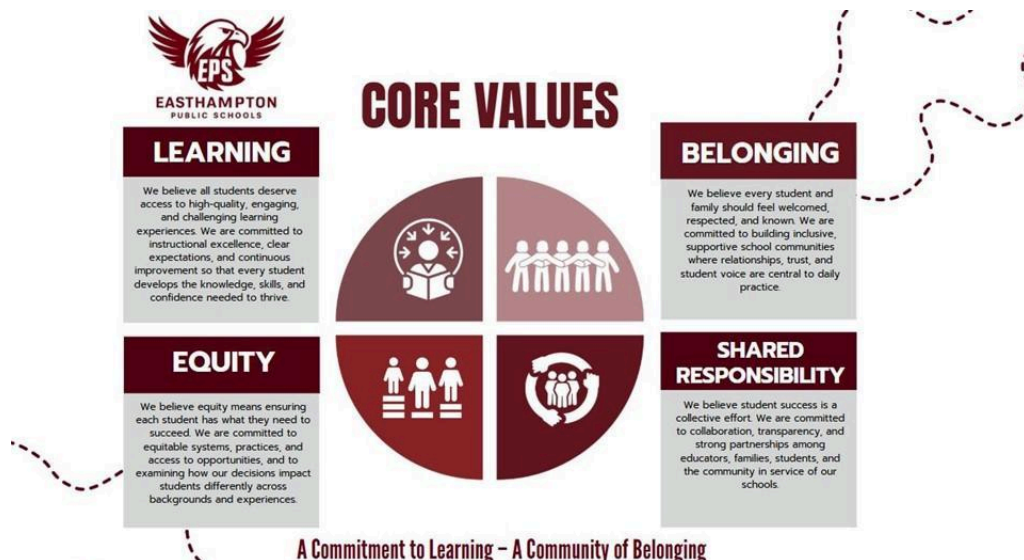 EPS
EASTHAMPTON
PUBLIC SCHOOLS
CORE VALUES
LEARNING
We believe all students deserve
access to high-quality, engaging,
and challenging learning
experiences. We are committed to
instructional excellence, clear
expectations, and continuous
improvement so that every student
develops the knowledge, skills, and
confidence needed to thrive.
BELONGING
We believe every student and
family should feel welcomed,
respected, and known. We are
committed to building inclusive,
supportive school communities
where relationships, trust, and
student voice are central to daily
practice.
EQUITY
We believe equity means ensuring
each student has what they need to
succeed. We are committed to
equitable systems, practices, and
access to opportunities, and to
examining how our decisions impact
students differently across
backgrounds and experiences.
SHARED
RESPONSIBILITY
We believe student success is a
collective effort. We are committed
to collaboration, transparency, and
strong partnerships among
educators, families, students, and
the community in service of our
schools.
A Commitment to Learning – A Community of Belonging